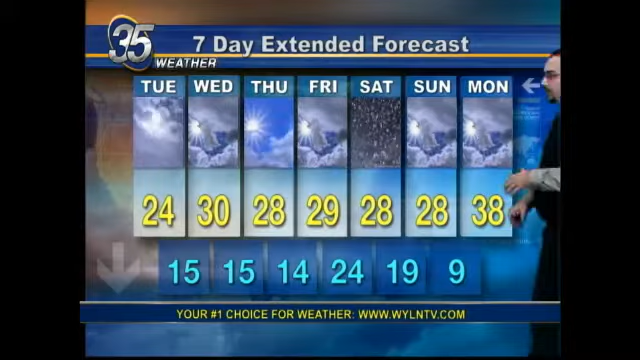 35
WEATHER
7 Day Extended Forecast
TUE WED THU FRI SAT SUN MON
24 30 28 29 28 28 38
15 15 14 24 19 9
YOUR #1 CHOICE FOR WEATHER: WWW.WYLNTV.COM